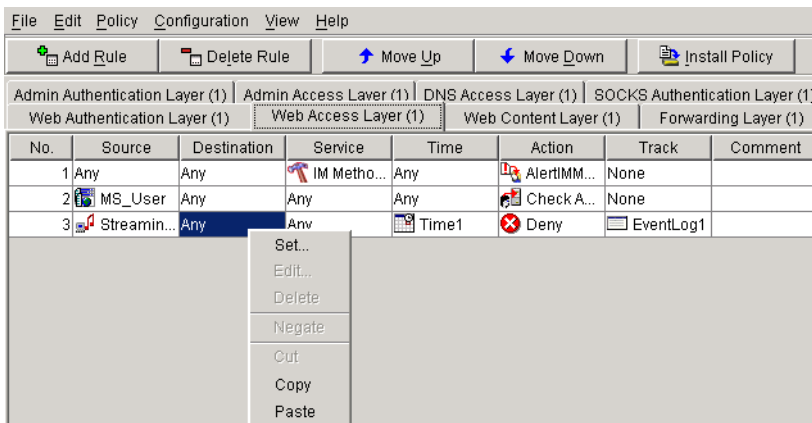 File Edit Policy Configuration View Help
Add Rule Delete Rule Move Up Move Down Install Policy
Admin Authentication Layer (1) Admin Access Layer (1) DNS Access Layer (1) SOCKS Authentication Layer (1)
Web Authentication Layer (1) Web Access Layer (1) Web Content Layer (1) Forwarding Layer (1)
No. Source Destination Service Time Action Track Comment
1 Any Any IM Metho... Any AlertIMM... None
2 MS_User Any Any Any Check A... None
3 Streamin... Any Any Time1 Deny EventLog1
Set...
Edit...
Delete
Negate
Cut
Copy
Paste